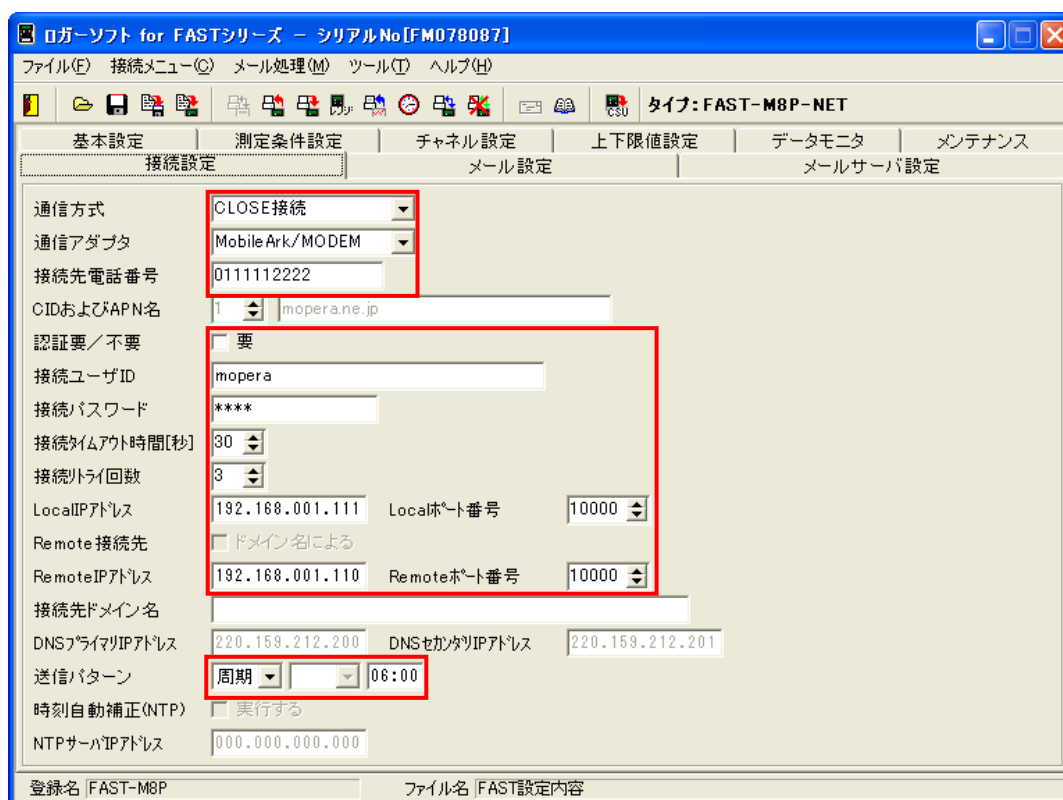 ロガーソフト for FASTシリーズ － シリアルNo[FM078087]
ファイル(F) 接続メニュー(C) メール処理(M) ツール(T) ヘルプ(H)
CSU タイプ:FAST-M8P-NET
基本設定 測定条件設定 チャネル設定 上下限値設定 データモニタ メンテナンス
接続設定 メール設定 メールサーバ設定
通信方式 CLOSE接続
通信アダプタ MobileArk/MODEM
接続先電話番号 0111112222
CIDおよびAPN名 1 mopera.ne.jp
認証要／不要 要
接続ユーザID mopera
接続パスワード ****
接続ﾀｲﾑｱｳﾄ時間[秒] 30
接続ﾘﾄﾗｲ回数 3
LocalIPｱﾄﾞﾚｽ 192.168.001.111 Localﾎﾟｰﾄ番号 10000
Remote接続先 ドメイン名による
RemoteIPｱﾄﾞﾚｽ 192.168.001.110 Remoteﾎﾟｰﾄ番号 10000
接続先ドメイン名
DNSﾌﾟﾗｲﾏﾘIPｱﾄﾞﾚｽ 220.159.212.200 DNSｾｶﾝﾀﾞﾘIPｱﾄﾞﾚｽ 220.159.212.201
送信パターン 周期 06:00
時刻自動補正(NTP) 実行する
NTPｻｰﾊﾞIPｱﾄﾞﾚｽ 000.000.000.000
登録名 FAST-M8P ファイル名 FAST設定内容